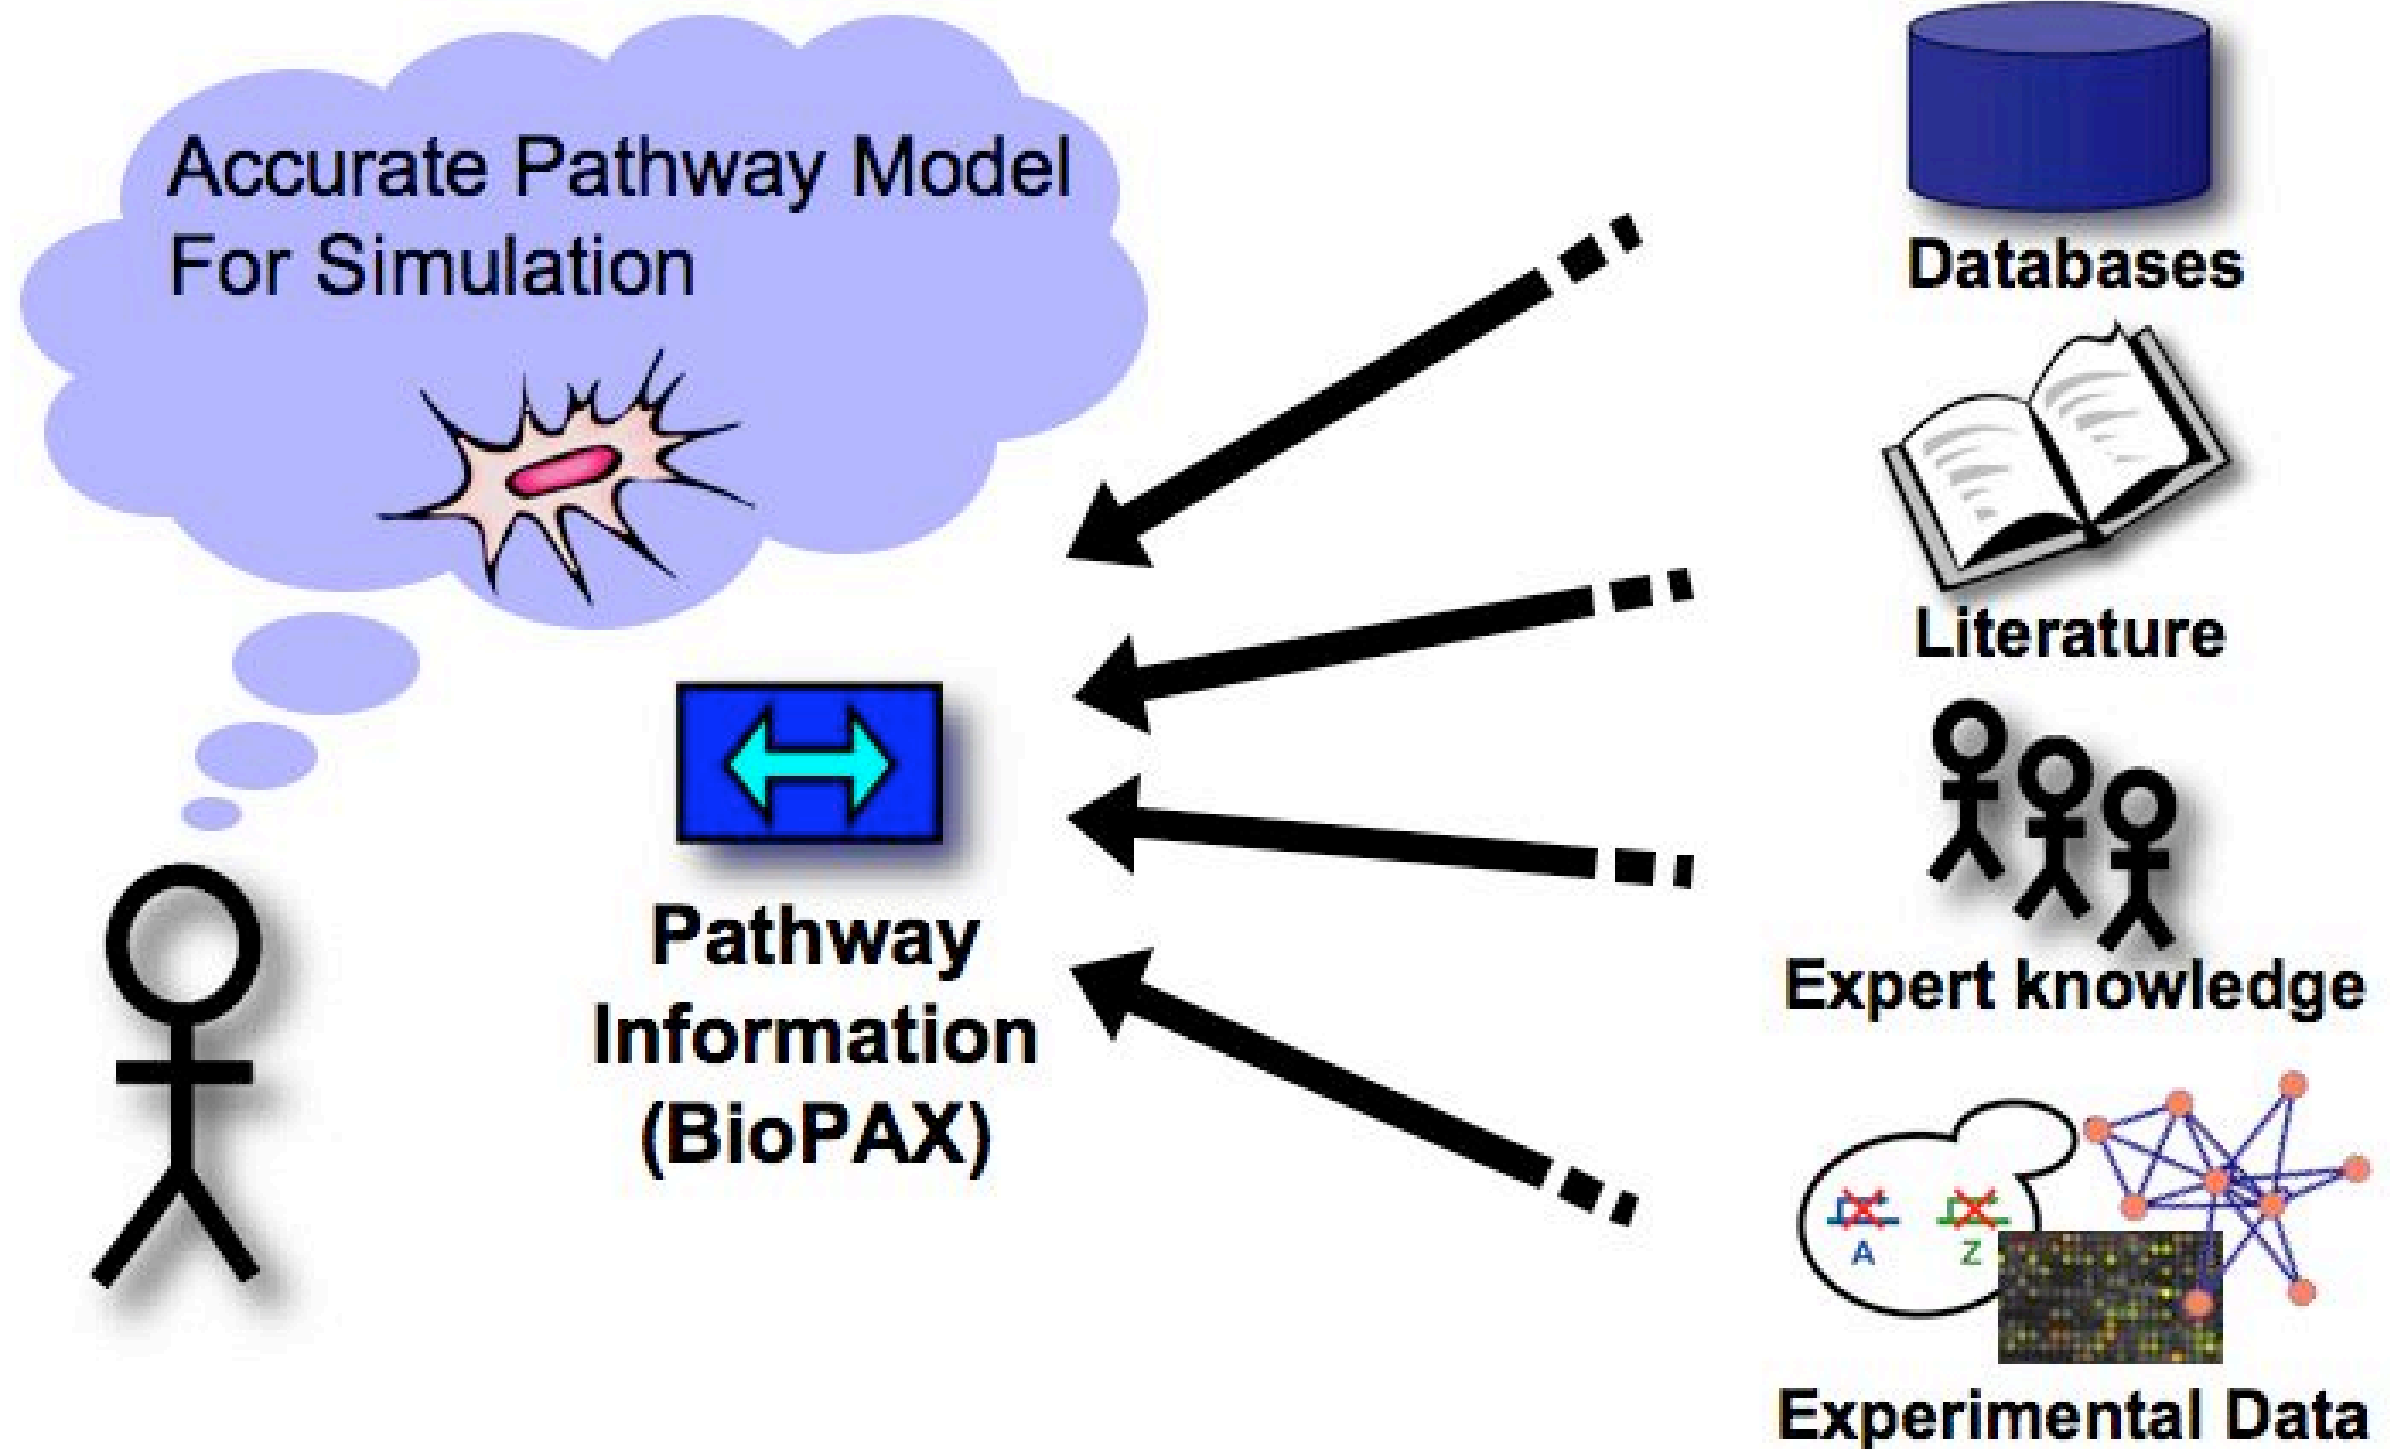 Accurate Pathway Model
For Simulation
Pathway
Information
(BioPAX)
Databases
Literature
Expert knowledge
A
Z
Experimental Data